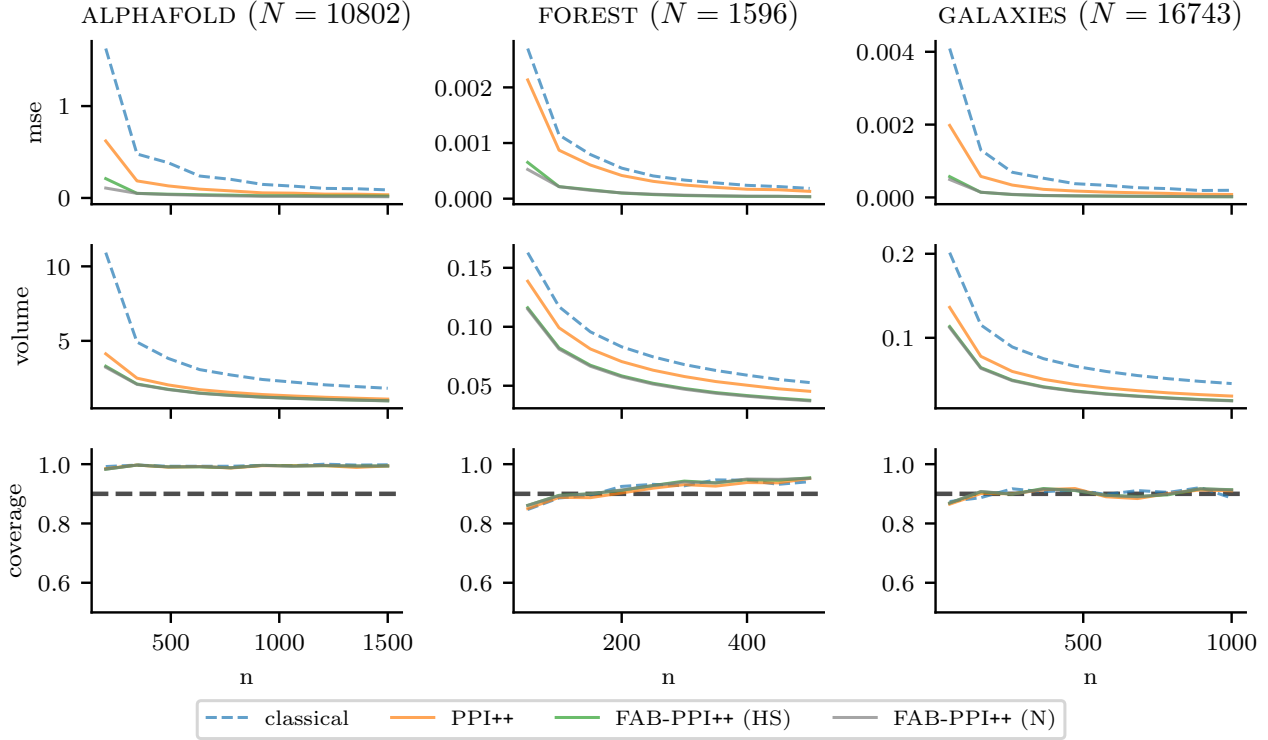 ALPHAFOLD (N = 10802)
FOREST (N = 1596)
GALAXIES (N = 16743)
mse
1
0
0.002
0.001
0.000
0.004
0.002
0.000
volume
10
5
0.15
0.10
0.05
0.2
0.1
coverage
1.0
0.8
0.6
1.0
0.8
0.6
1.0
0.8
0.6
500 1000 1500
200 400
500 1000
n
n
n
classical PPI++ FAB-PPI++ (HS) FAB-PPI++ (N)